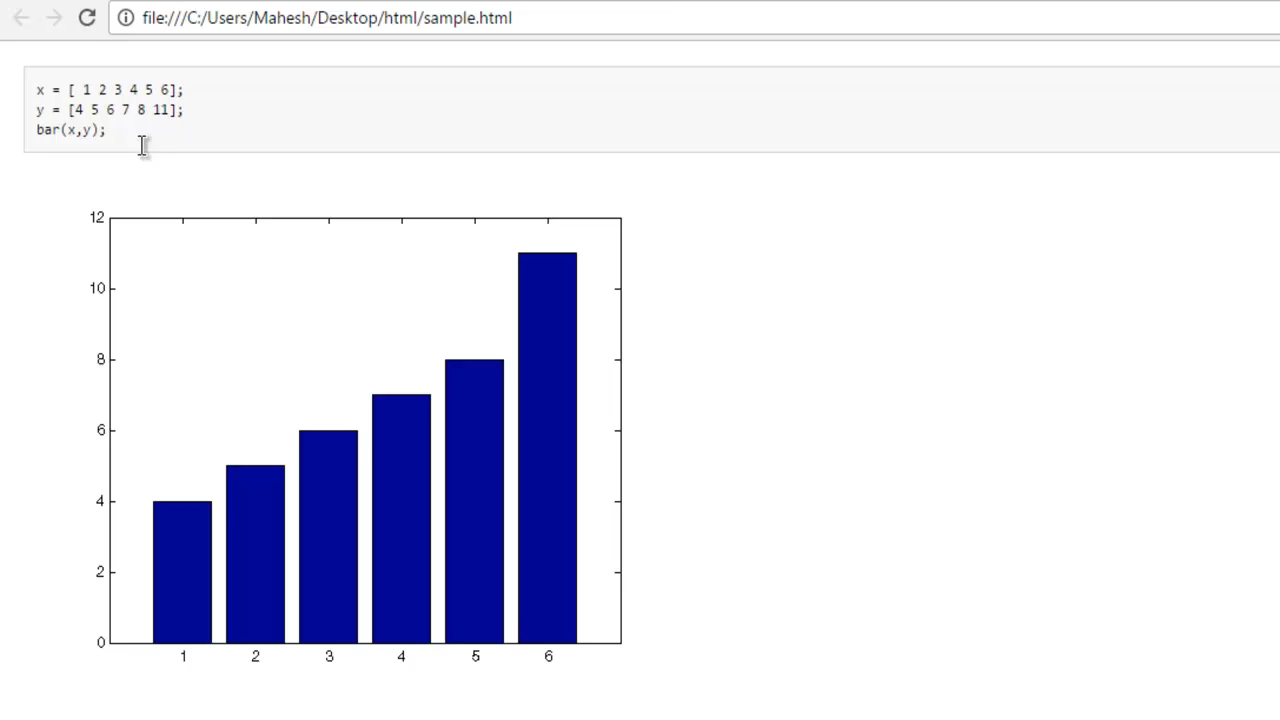 file:///C:/Users/Mahesh/Desktop/html/sample.html
x = [ 1 2 3 4 5 6];
y = [4 5 6 7 8 11];
bar(x,y);
12
10
8
6
4
2
0
1 2 3 4 5 6